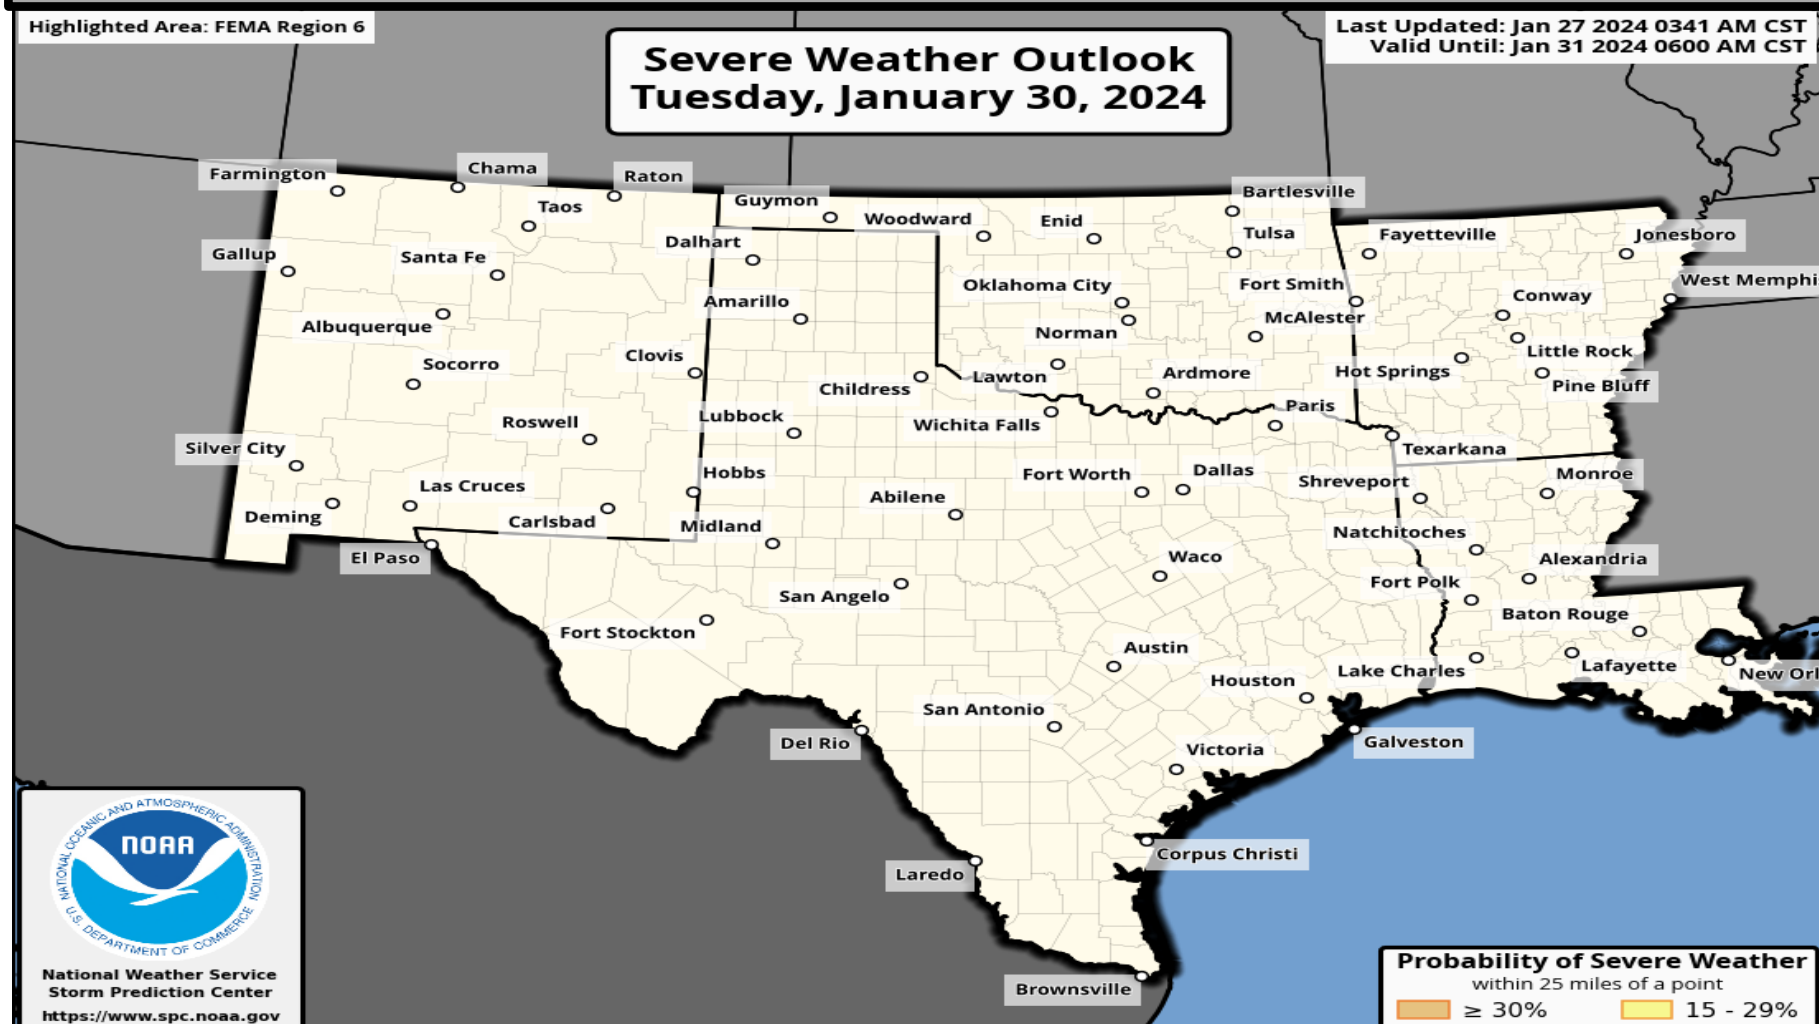 Highlighted Area: FEMA Region 6
Last Updated: Jan 27 2024 0341 AM CST
Valid Until: Jan 31 2024 0600 AM CST
Severe Weather Outlook
Tuesday, January 30, 2024
Farmington
Chama
Raton
Taos
Guymon
Woodward
Enid
Bartlesville
Tulsa
Fayetteville
Jonesboro
Gallup
Santa Fe
Dalhart
Oklahoma City
Fort Smith
Conway
West Memphi
Amarillo
Albuquerque
Norman
McAlester
Little Rock
Socorro
Clovis
Childress
Lawton
Ardmore
Hot Springs
Pine Bluff
Roswell
Lubbock
Wichita Falls
Paris
Texarkana
Silver City
Las Cruces
Hobbs
Fort Worth
Dallas
Shreveport
Monroe
Deming
Carlsbad
Midland
Abilene
Natchitoches
El Paso
Waco
Alexandria
San Angelo
Fort Polk
Fort Stockton
Baton Rouge
Austin
Lake Charles
Lafayette
New Orl
Houston
San Antonio
Del Rio
Victoria
Galveston
Corpus Christi
Laredo
Brownsville
NATIONAL OCEANIC AND ATMOSPHERIC ADMINISTRATION
NOAA
U.S. DEPARTMENT OF COMMERCE
National Weather Service
Storm Prediction Center
https://www.spc.noaa.gov
Probability of Severe Weather
within 25 miles of a point
≥ 30%
15 - 29%